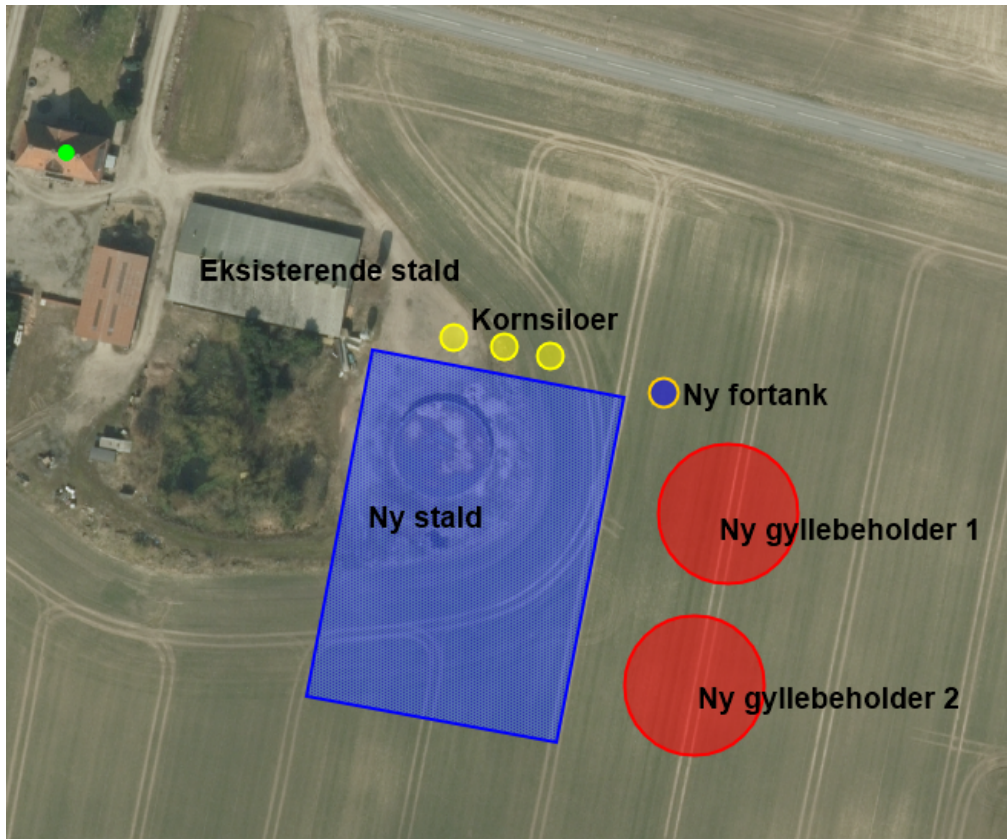 Eksisterende stald
Kornsiloer
Ny fortank
Ny stald
Ny gyllebeholder 1
Ny gyllebeholder 2